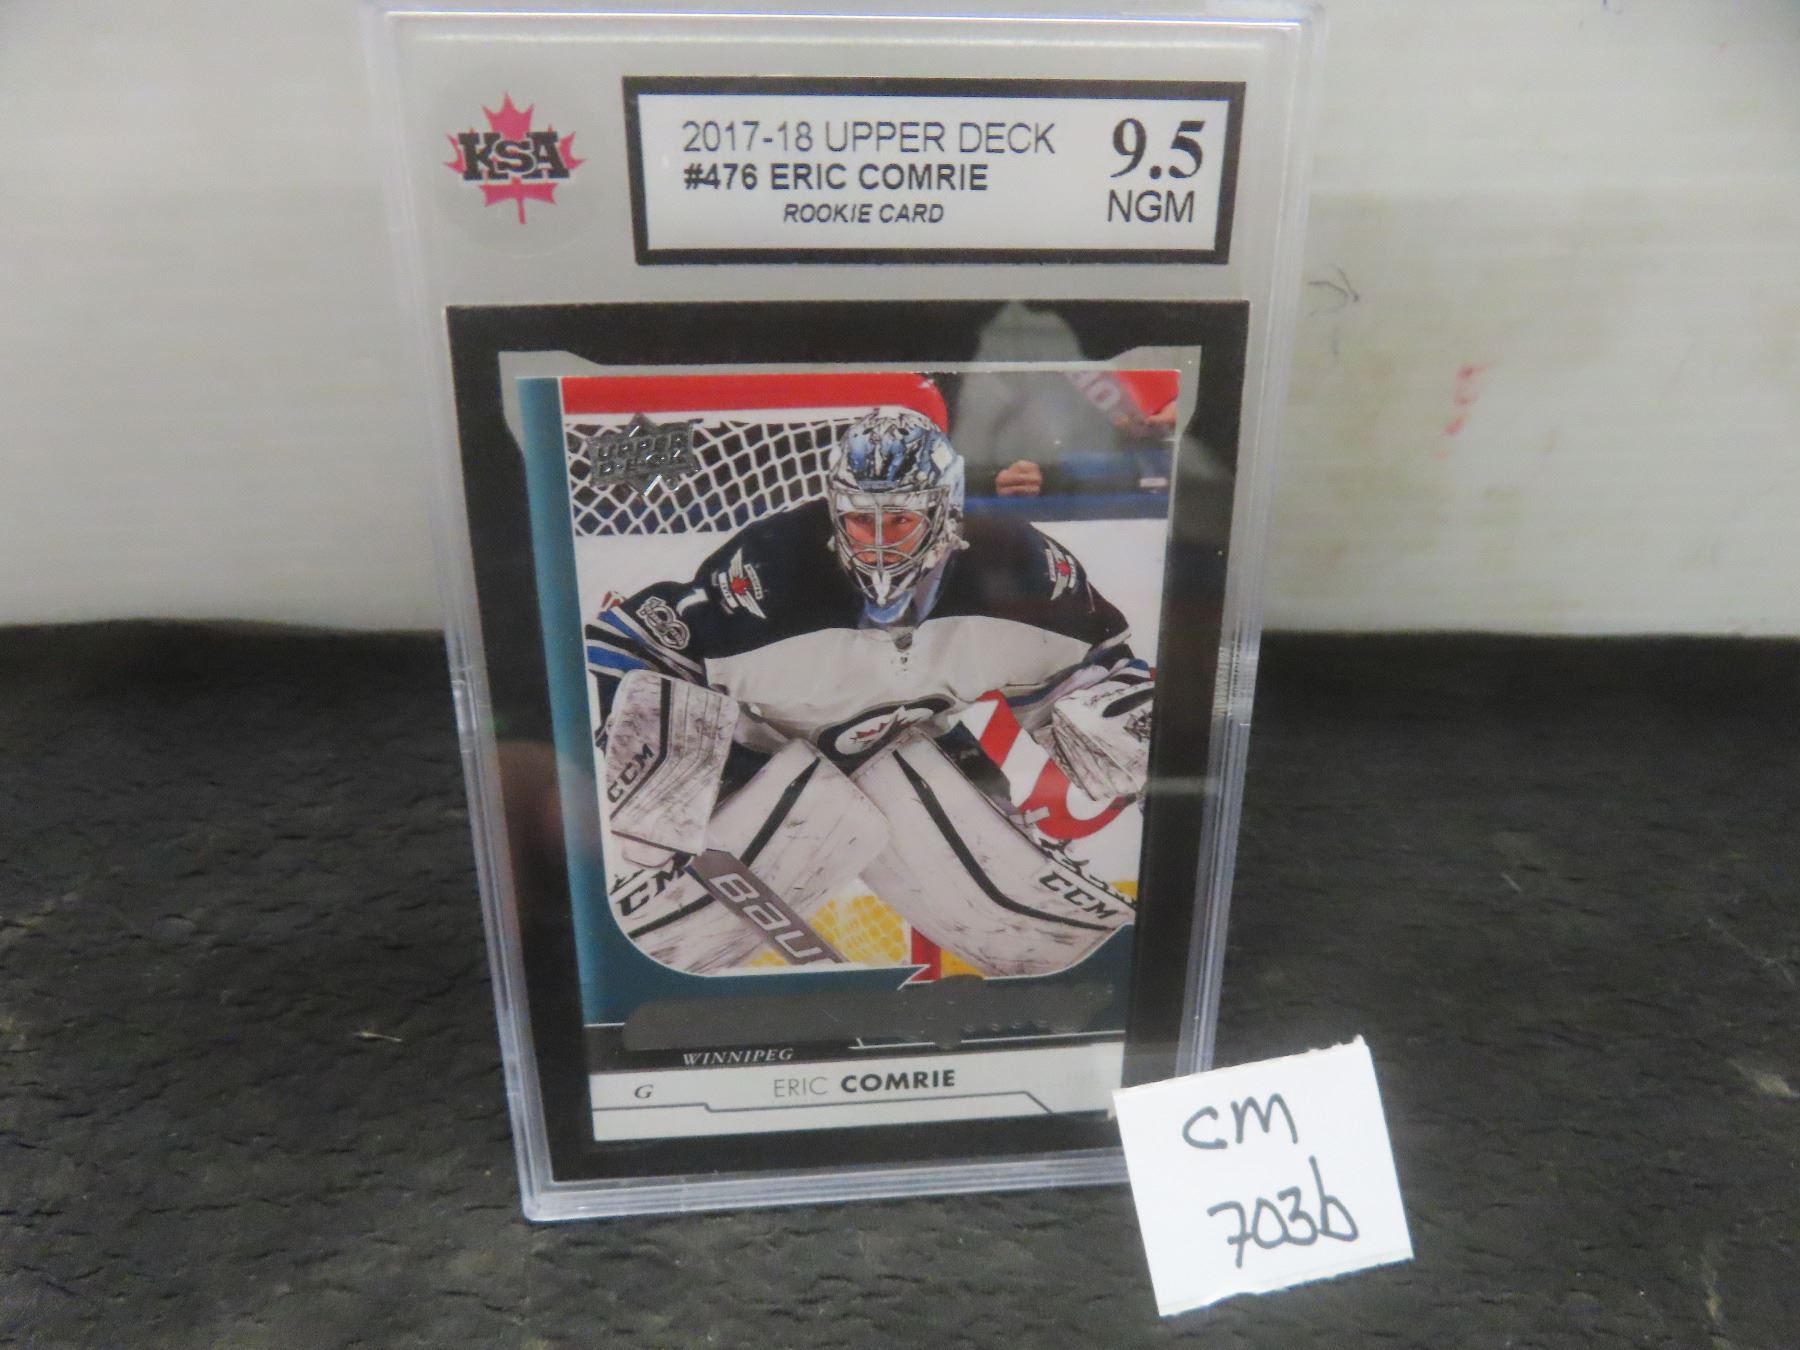 KSA
2017-18 UPPER DECK
#476 ERIC COMRIE
ROOKIE CARD
9.5
NGM
UPPER
DECK
CCM
CCM
BAU
CCM
WINNIPEG
G
ERIC COMRIE
CM
703b